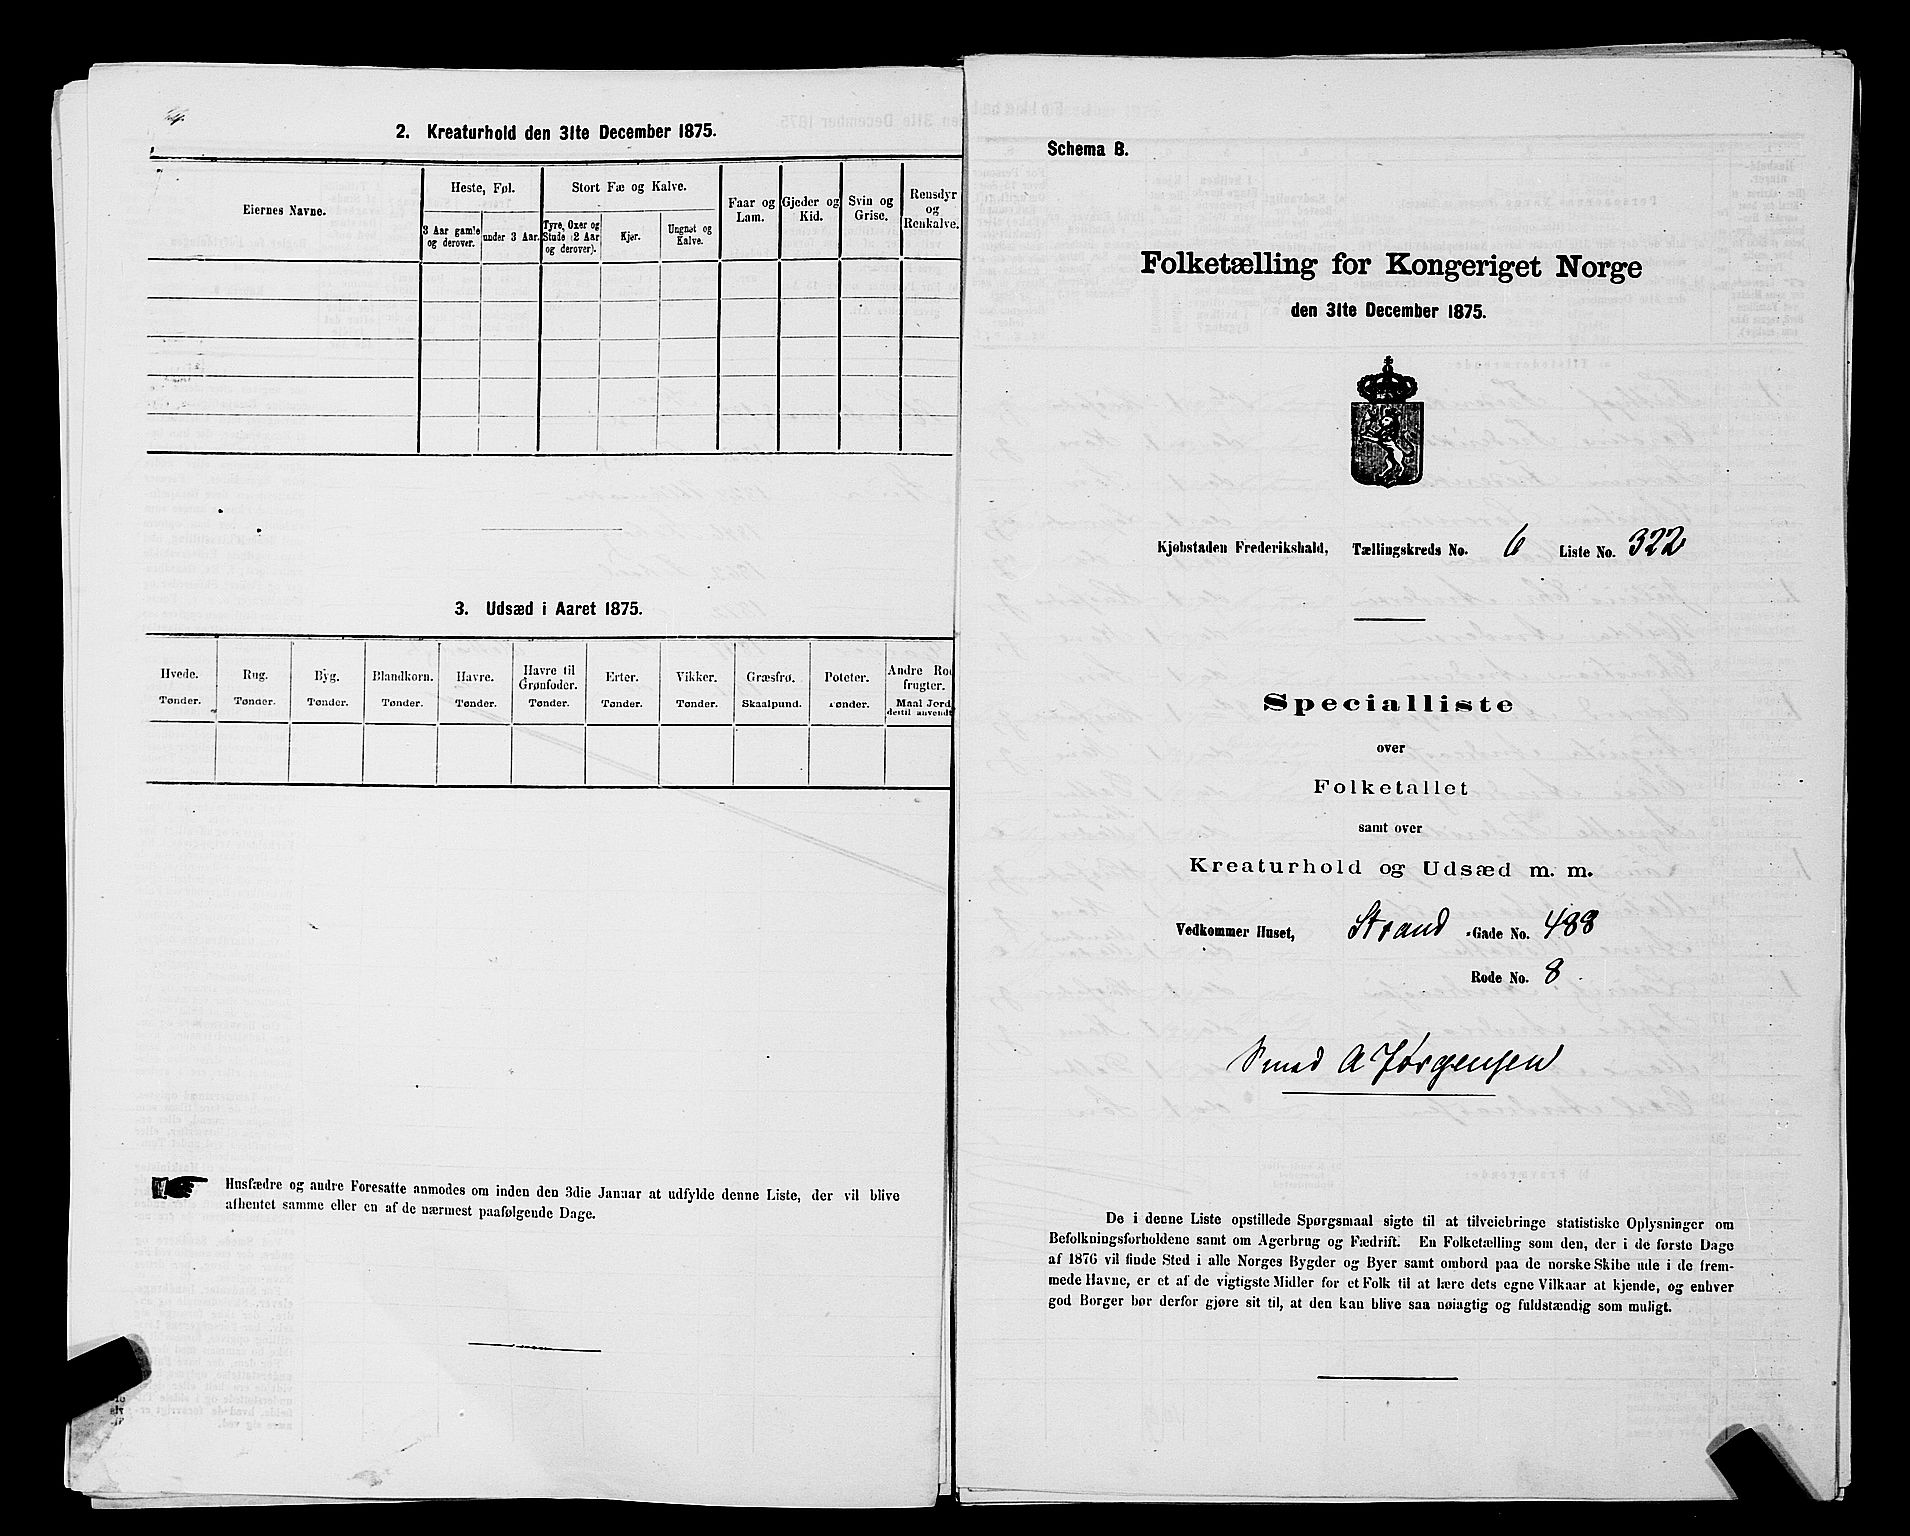 2. Kreaturhold den 31te December 1875.
Eiernes Navne.
Heste, Føl.
3 Aar gamle og derover.
under 3 Aar.
Stort Fæ og Kalve.
Tyre, Oxer og Stude (2 Aar og derover).
Kjer.
Ungnøt og Kalve.
Faar og Lam.
Gjeder og Kid.
Svin og Grise.
Rensdyr og Renkalve.
3. Udsæd i Aaret 1875.
Hvede. Rug. Byg. Blandkorn. Havre. Havre til Grønfoder. Erter. Vikker. Græsfrø. Poteter. Andre Rodfrugter.
Tønder. Tønder. Tønder. Tønder. Tønder. Tønder. Tønder. Tønder. Skaalpund. Tønder. Maal Jord dertil anvendt
Husfædre og andre Foresatte anmodes om inden den 3die Januar at udfylde denne Liste, der vil blive
afhentet samme eller en af de nærmest paafølgende Dage.
Schema B.
Folketælling for Kongeriget Norge
den 31te December 1875.
Kjøbstaden Frederikshald, Tællingskreds No. 6 Liste No. 322
Specialliste
over
Folketallet
samt over
Kreaturhold og Udsæd m. m.
Vedkommer Huset, Strand Gade No. 488
Rode No. 8
Smed A Jørgensen
De i denne Liste opstillede Spørgsmaal sigte til at tilveiebringe statistiske Oplysninger om
Befolkningsforholdene samt om Agerbrug og Fædrift. En Folketælling som den, der i de første Dage
af 1876 vil finde Sted i alle Norges Bygder og Byer samt ombord paa de norske Skibe ude i de frem-
mede Havne, er et af de vigtigste Midler for et Folk til at lære dets egne Vilkaar at kjende, og enhver
god Borger bør derfor gjøre sit til, at den kan blive saa nøiagtig og fuldstændig som muligt.